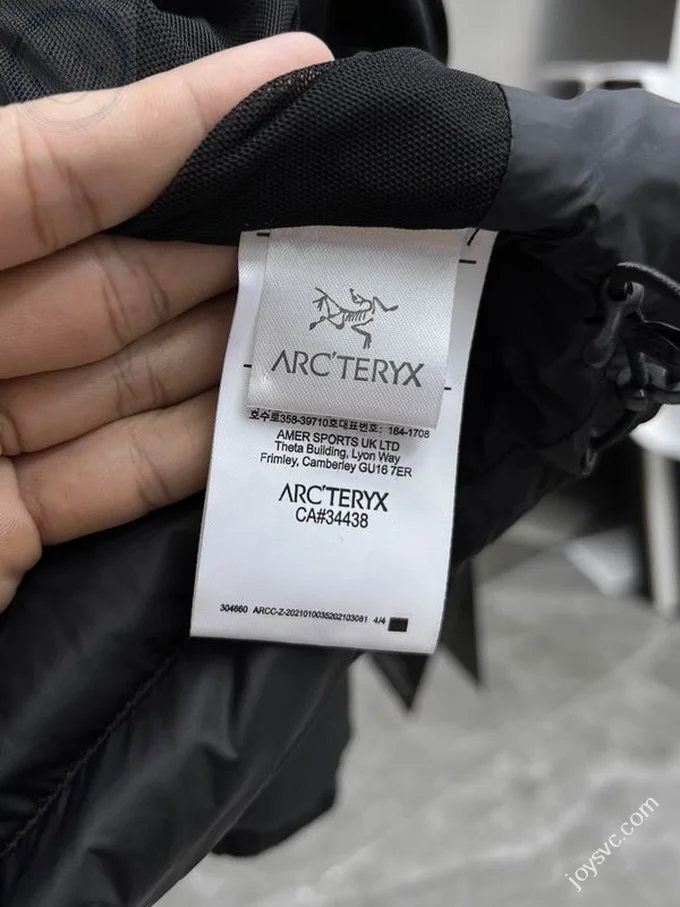 ARC'TERYX
호수로358-39710호대표번호: 164-1708
AMER SPORTS UK LTD
Theta Building, Lyon Way
Frimley, Camberley GU16 7ER
ARC'TERYX
CA#34438
304660 ARCC-Z-2021010035202103081 4/4
joysvc.com